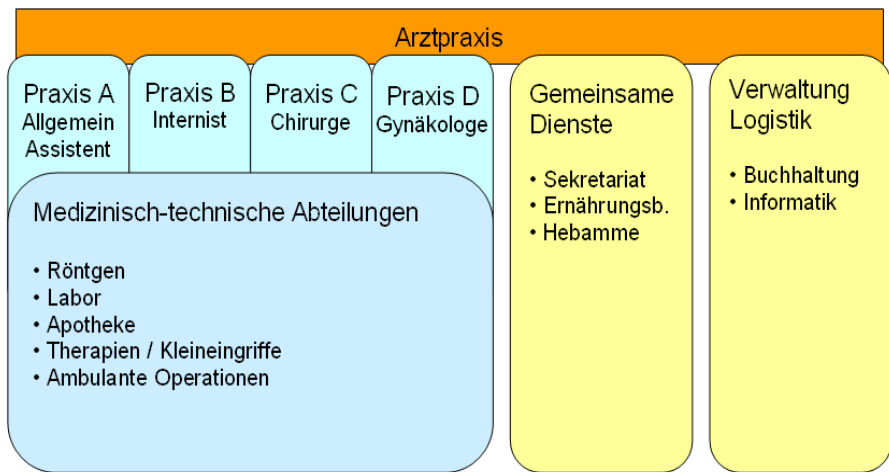 Arztpraxis
Praxis A
Allgemein
Assistent
Praxis B
Internist
Praxis C
Chirurge
Praxis D
Gynäkologe
Medizinisch-technische Abteilungen
• Röntgen
• Labor
• Apotheke
• Therapien / Kleineingriffe
• Ambulante Operationen
Gemeinsame
Dienste
• Sekretariat
• Ernährungsb.
• Hebamme
Verwaltung
Logistik
• Buchhaltung
• Informatik